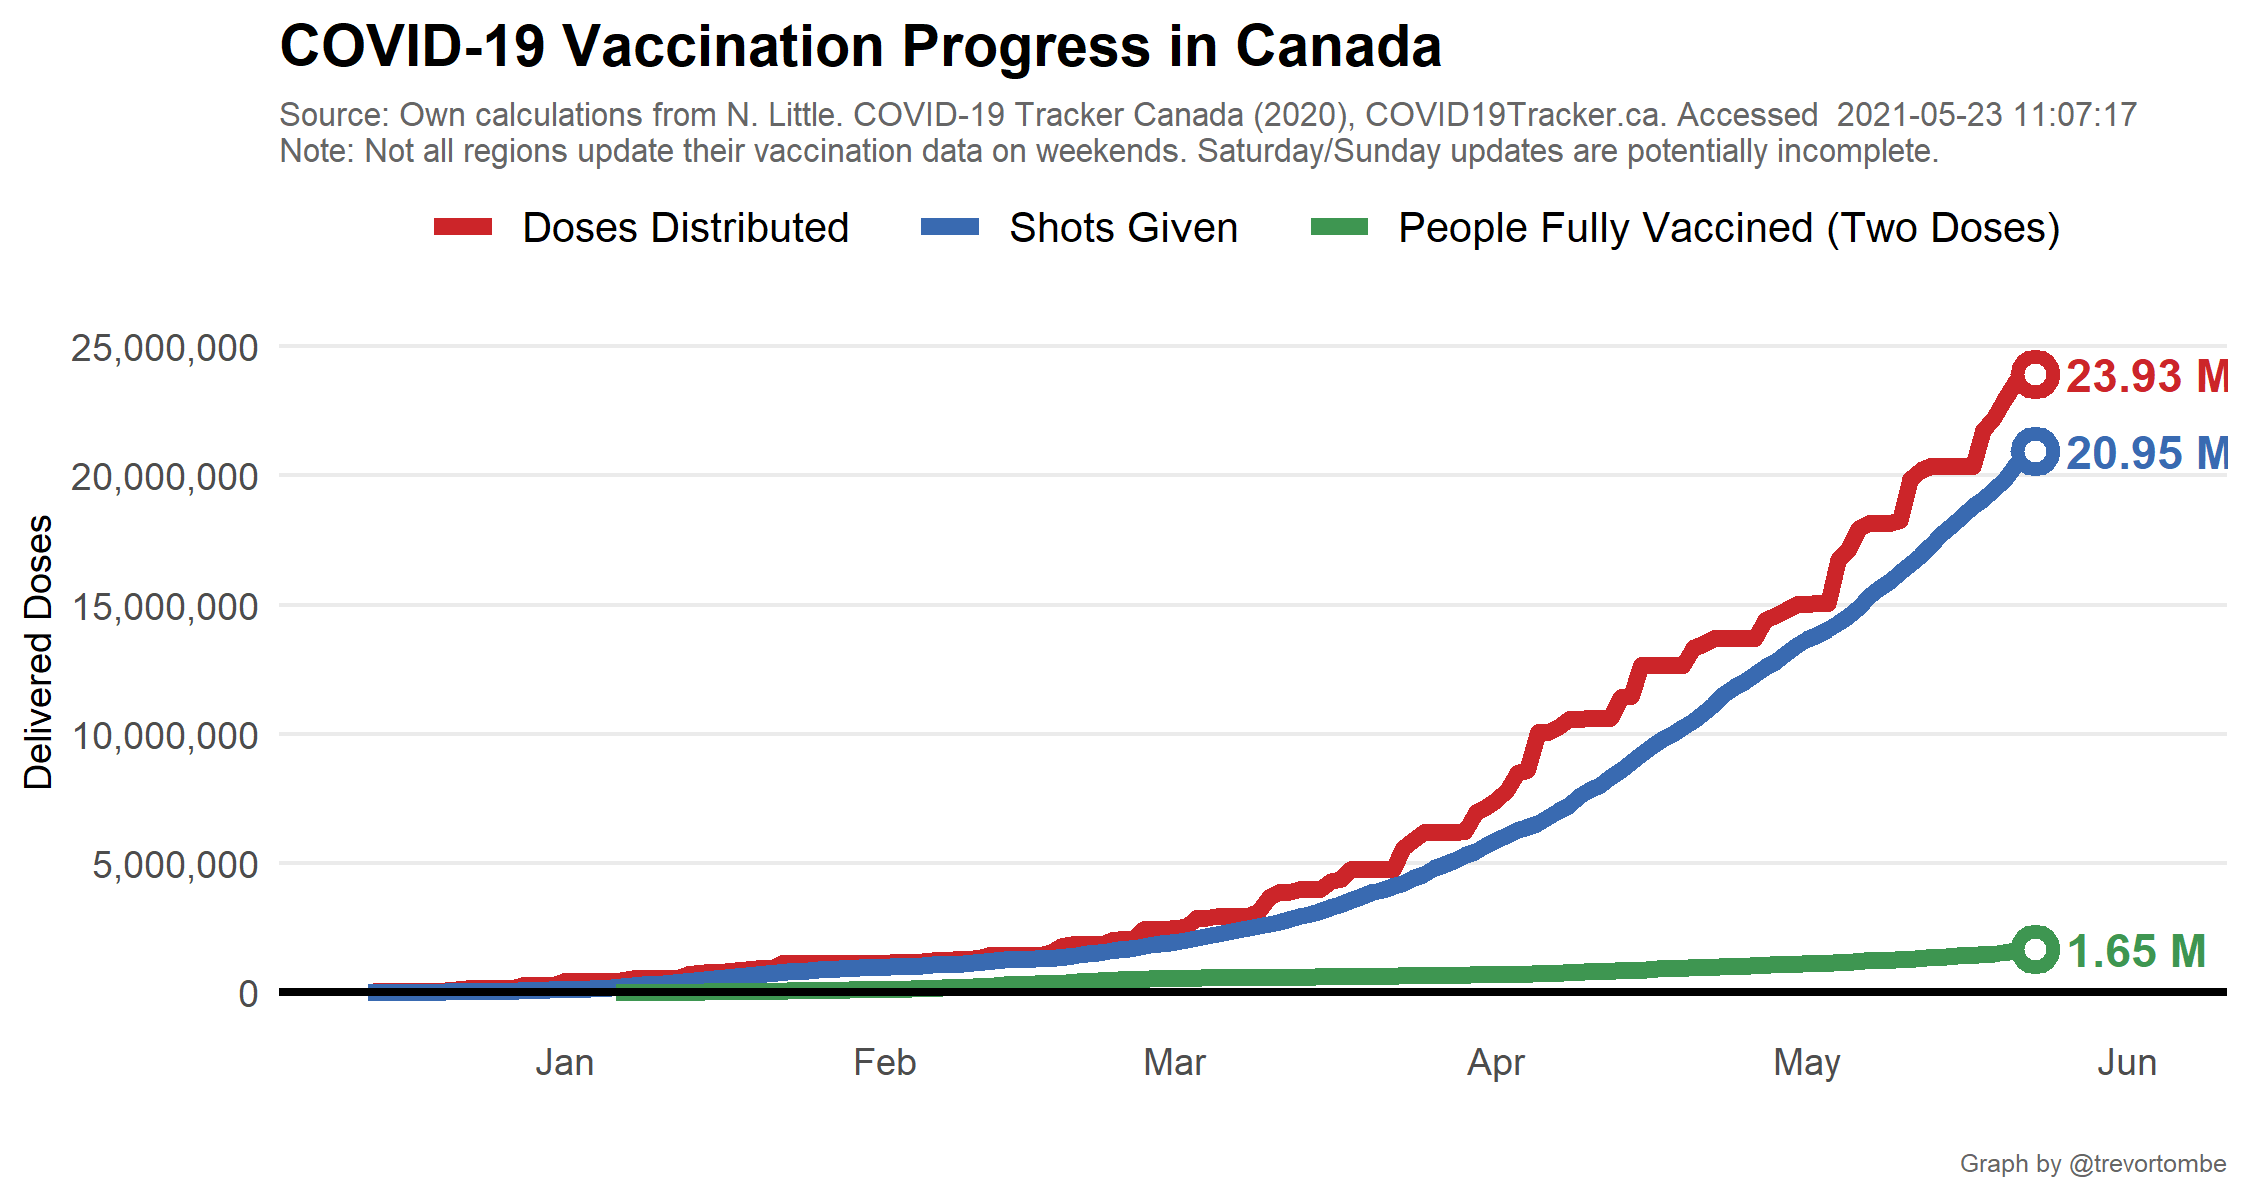 COVID-19 Vaccination Progress in Canada
Source: Own calculations from N. Little. COVID-19 Tracker Canada (2020), COVID19Tracker.ca. Accessed  2021-05-23 11:07:17
Note: Not all regions update their vaccination data on weekends. Saturday/Sunday updates are potentially incomplete.
Doses Distributed
Shots Given
People Fully Vaccined (Two Doses)
Delivered Doses
25,000,000
20,000,000
15,000,000
10,000,000
5,000,000
0
23.93 M
20.95 M
1.65 M
Jan
Feb
Mar
Apr
May
Jun
Graph by @trevortombe